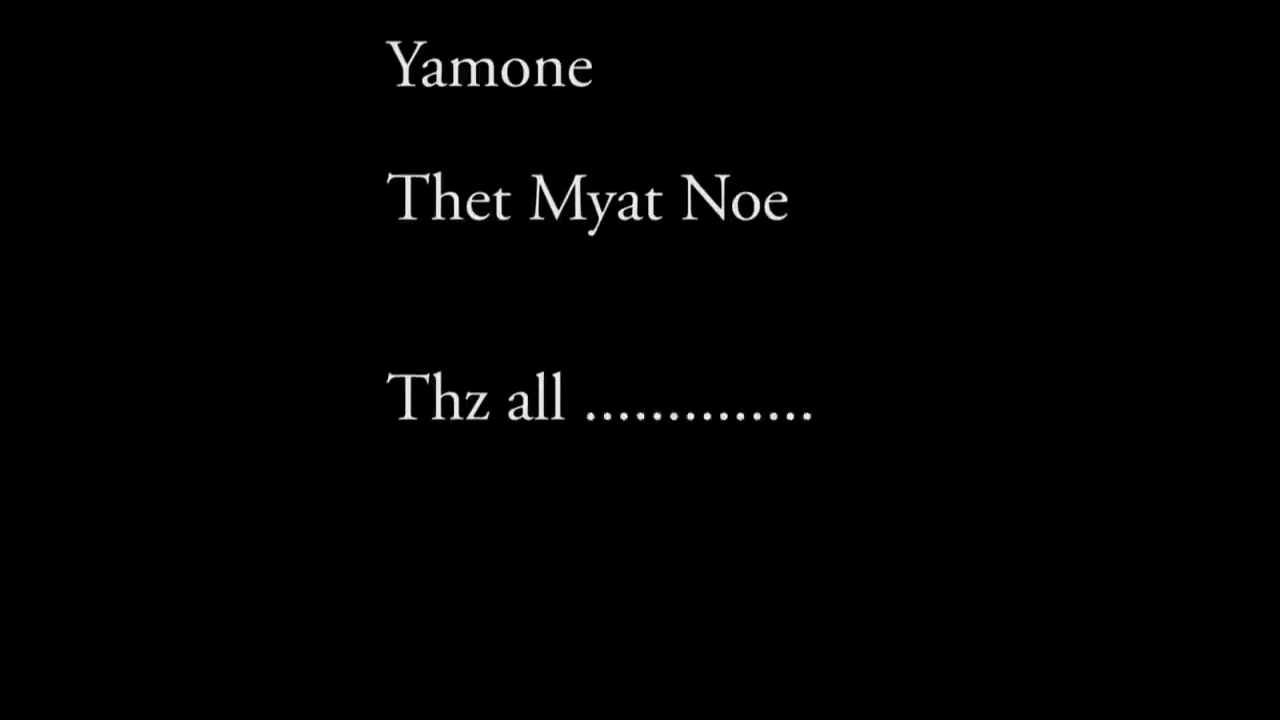 Yamone
Thet Myat Noe
Thz all ..............